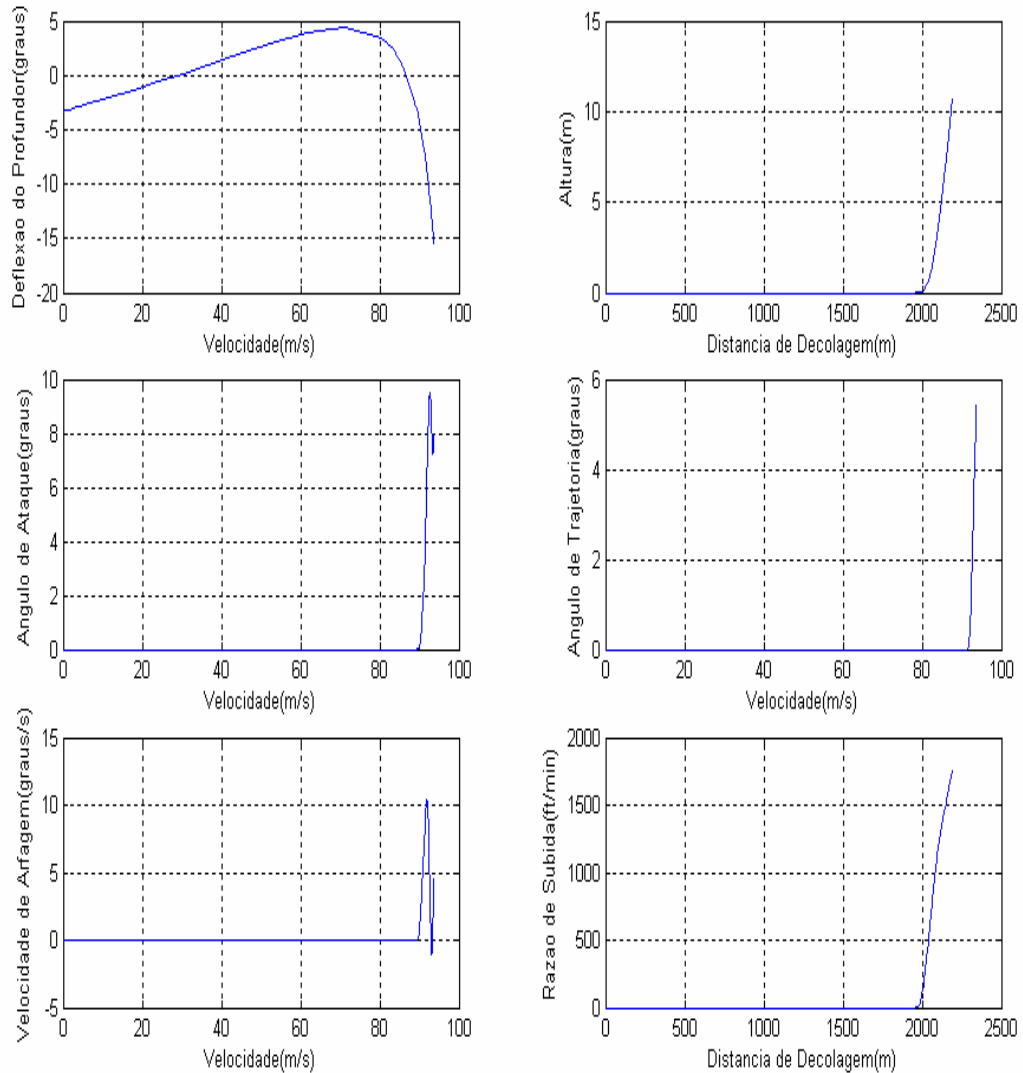 Deflexao do Profundor(graus)
5
0
-5
-10
-15
-20
0 20 40 60 80 100
Velocidade(m/s)
Altura(m)
15
10
5
0
0 500 1000 1500 2000 2500
Distancia de Decolagem(m)
Angulo de Ataque(graus)
10
8
6
4
2
0
0 20 40 60 80 100
Velocidade(m/s)
Angulo de Trajetoria(graus)
6
4
2
0
0 20 40 60 80 100
Velocidade(m/s)
Velocidade de Arfagem(graus/s)
15
10
5
0
-5
0 20 40 60 80 100
Velocidade(m/s)
Razao de Subida(ft/min)
2000
1500
1000
500
0
0 500 1000 1500 2000 2500
Distancia de Decolagem(m)